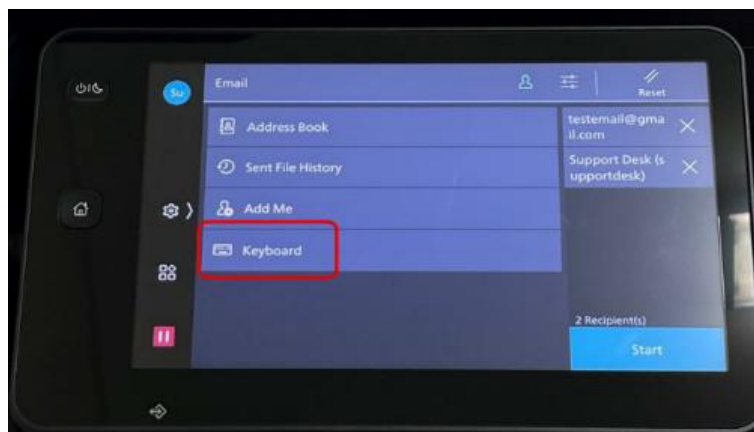 Su
Email
Reset
Address Book
Sent File History
Add Me
Keyboard
testemail@gma
il.com
Support Desk (s
upportdesk)
2 Recipient(s)
Start